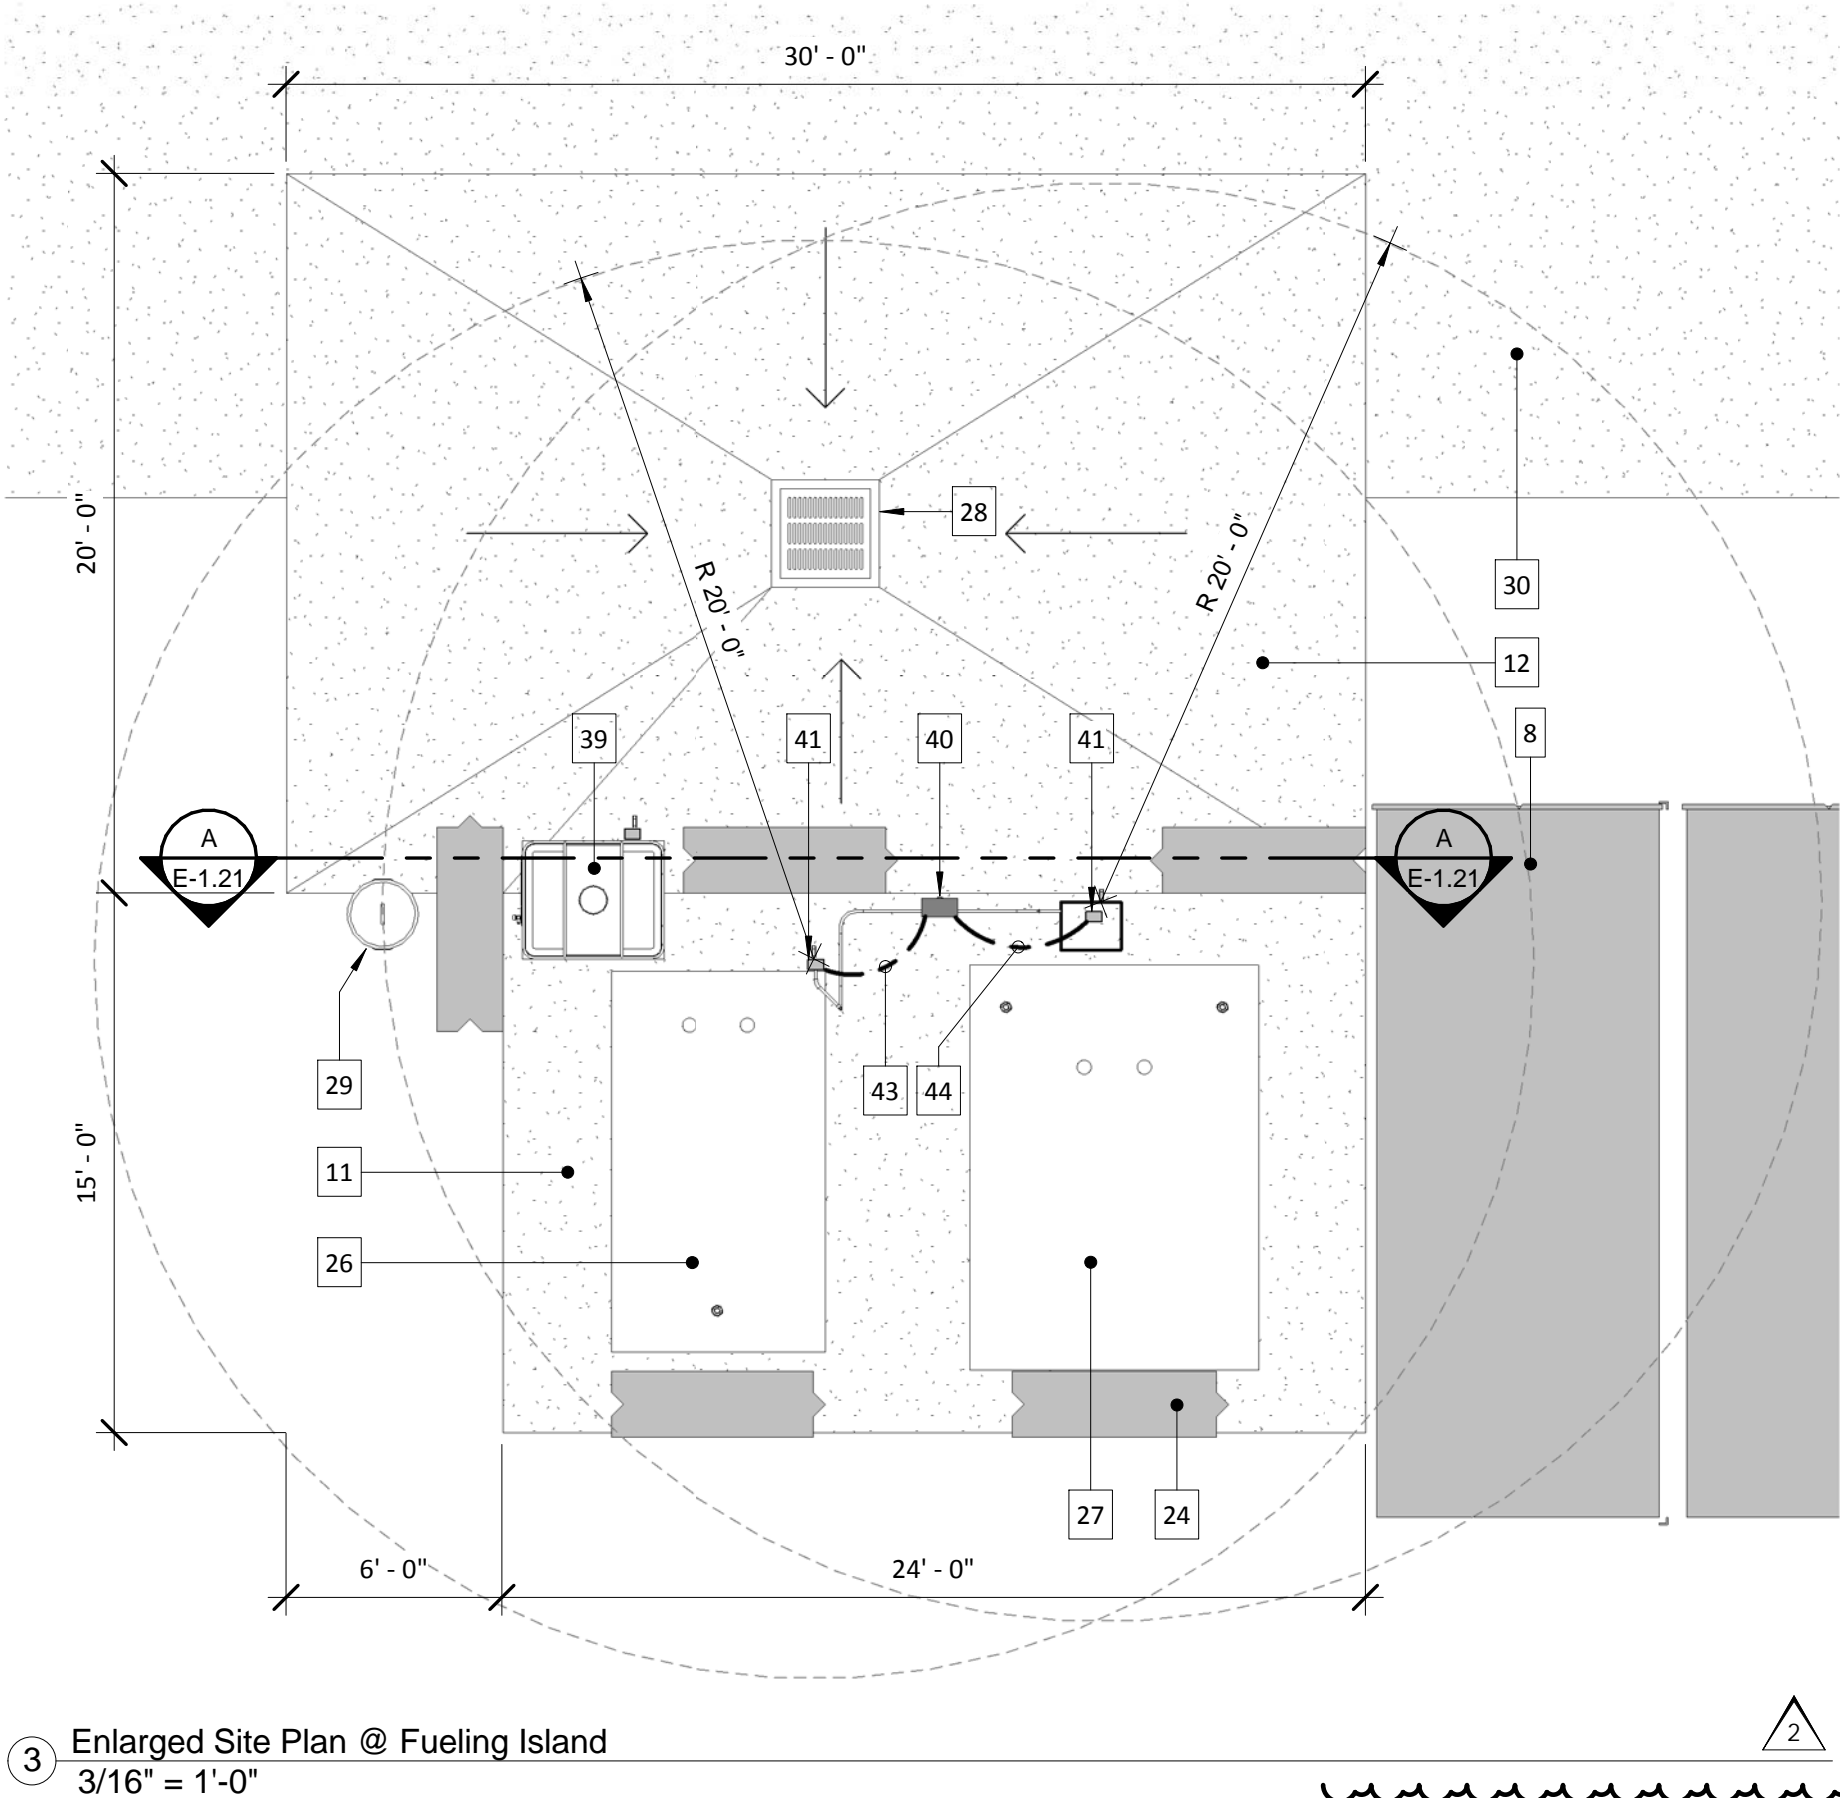 30' - 0"
20' - 0"
R 20' - 0"
R 20' - 0"
28
30
12
8
39
41
40
41
A
E-1.21
A
E-1.21
29
43
44
15' - 0"
11
26
27
24
6' - 0"
24' - 0"
2
3
Enlarged Site Plan @ Fueling Island
3/16" = 1'-0"